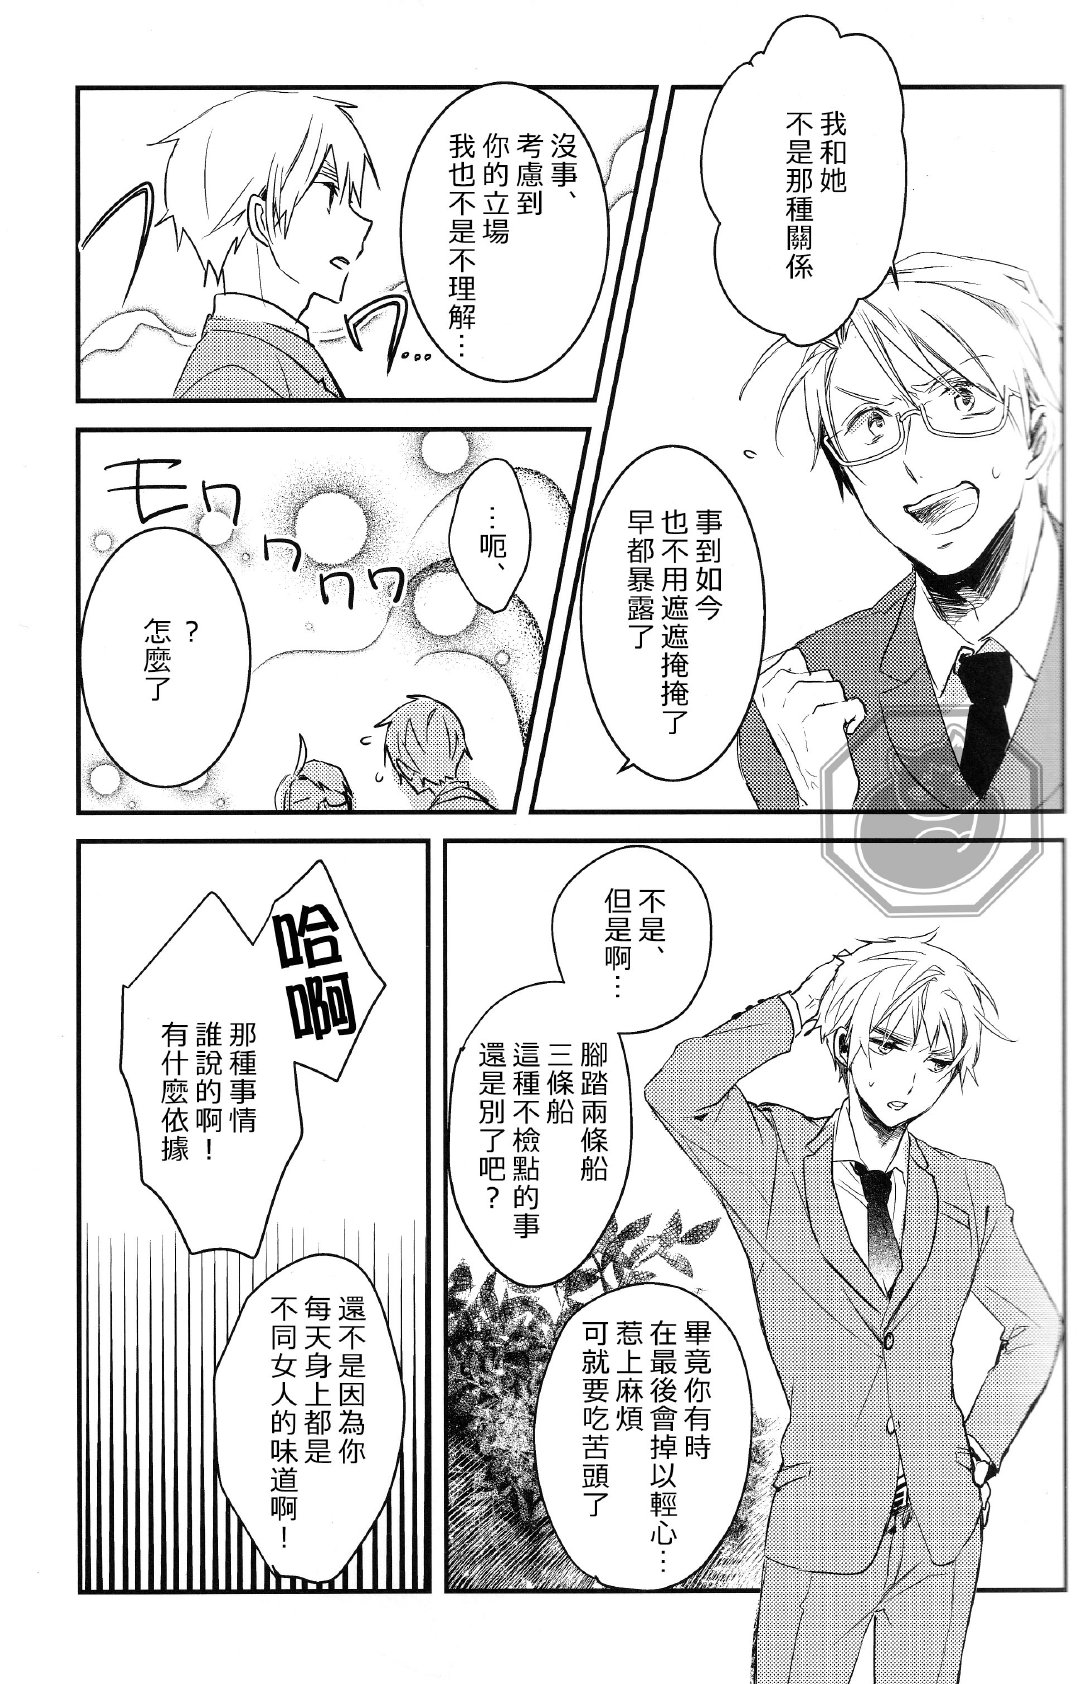 我和她
不是那種關係
事到如今
也不用遮遮掩掩了
早都暴露了
沒事、
考慮到
你的立場
我也不是不理解…
ウ
ワ…
…呃、
モワ
ワワワ
？
怎麼了
不是、
但是啊…
腳踏兩條船
三條船
這種不檢點的事
還是別了吧？
畢竟你有時
在最後會掉以輕心…
惹上麻煩
可就要吃苦頭了
哈啊
那種事情
誰說的啊！
有什麼依據
還不是因為你
每天身上都是
不同女人的味道啊！